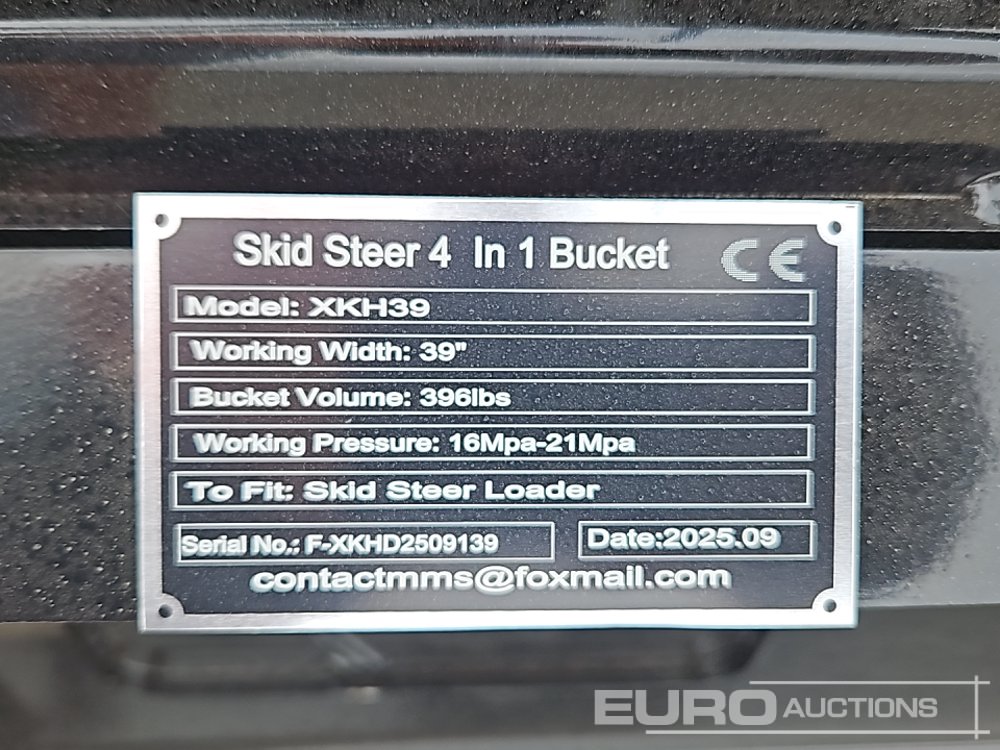 Skid Steer 4 In 1 Bucket CE
Model: XKH39
Working Width: 39"
Bucket Volume: 396lbs
Working Pressure: 16Mpa-21Mpa
To Fit: Skid Steer Loader
Serial No.: F-XKHD2509139 Date:2025.09
contactmms@foxmail.com
EURO AUCTIONS